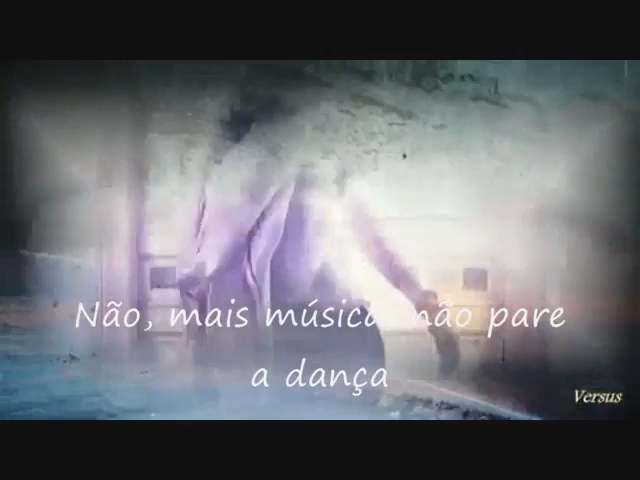 Não, mais música, não pare
a dança
Versus